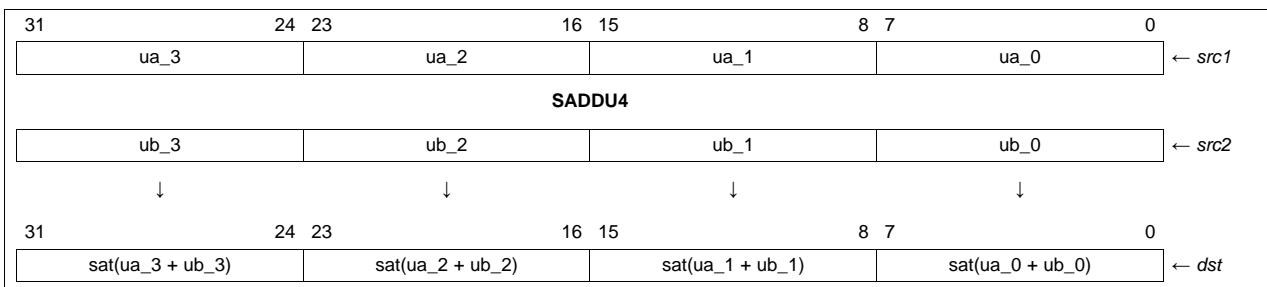 31 24 23 16 15 8 7 0
ua_3 ua_2 ua_1 ua_0 ← src1
SADDU4
ub_3 ub_2 ub_1 ub_0 ← src2
↓ ↓ ↓ ↓
31 24 23 16 15 8 7 0
sat(ua_3 + ub_3) sat(ua_2 + ub_2) sat(ua_1 + ub_1) sat(ua_0 + ub_0) ← dst